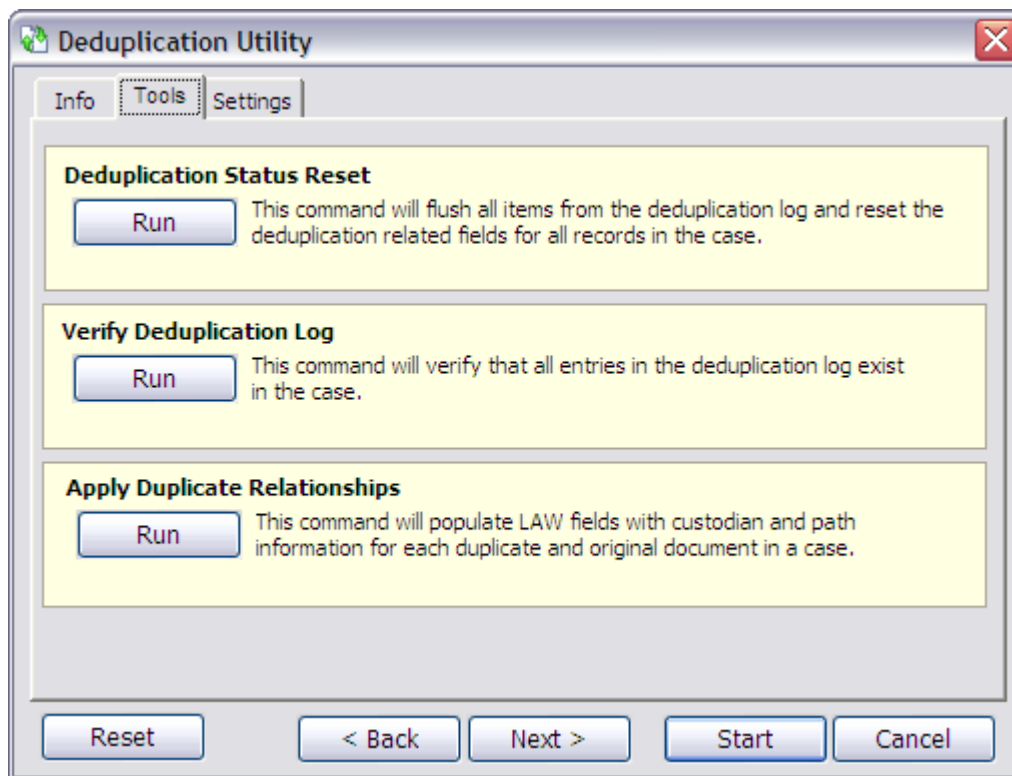 Deduplication Utility
Info Tools Settings
Deduplication Status Reset
Run
This command will flush all items from the deduplication log and reset the
deduplication related fields for all records in the case.
Verify Deduplication Log
Run
This command will verify that all entries in the deduplication log exist
in the case.
Apply Duplicate Relationships
Run
This command will populate LAW fields with custodian and path
information for each duplicate and original document in a case.
Reset < Back Next > Start Cancel